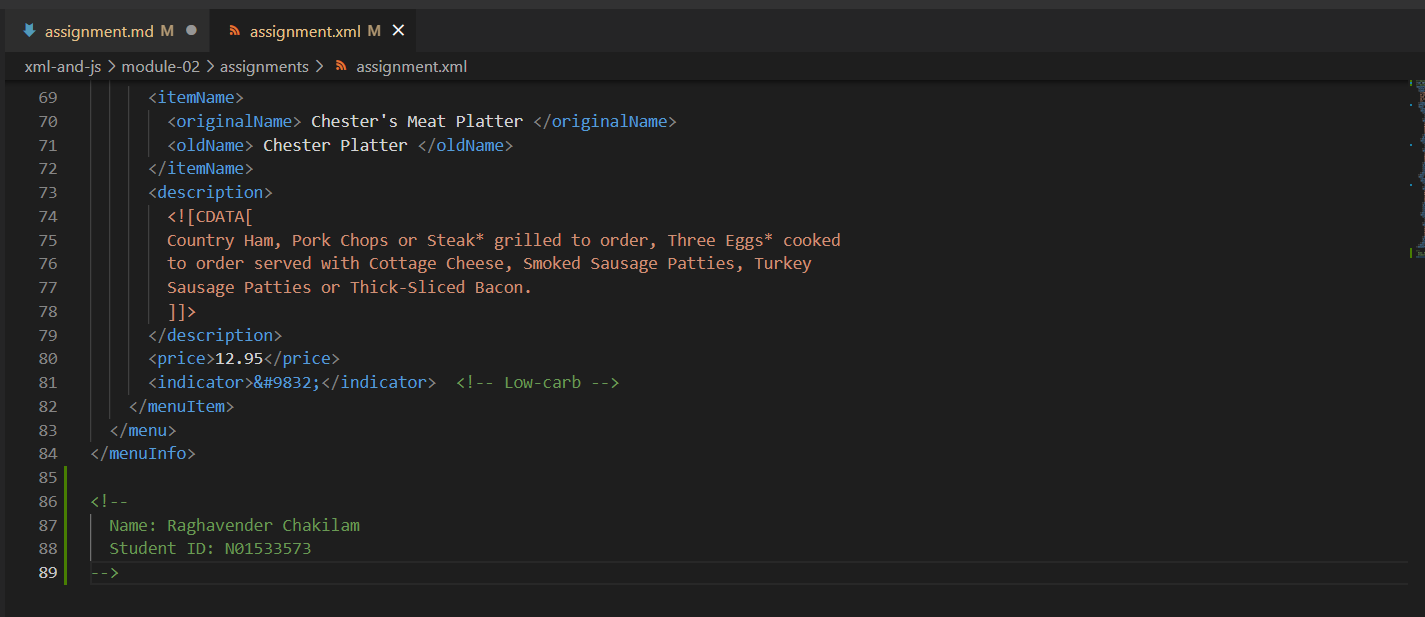 assignment.md M ●
assignment.xml M ×
xml-and-js > module-02 > assignments > assignment.xml
69 <itemName>
70 <originalName> Chester's Meat Platter </originalName>
71 <oldName> Chester Platter </oldName>
72 </itemName>
73 <description>
74 <![CDATA[
75 Country Ham, Pork Chops or Steak* grilled to order, Three Eggs* cooked
76 to order served with Cottage Cheese, Smoked Sausage Patties, Turkey
77 Sausage Patties or Thick-Sliced Bacon.
78 ]]>
79 </description>
80 <price>12.95</price>
81 <indicator>&#9832;</indicator>  <!-- Low-carb -->
82 </menuItem>
83 </menu>
84 </menuInfo>
85
86 <!--
87 Name: Raghavender Chakilam
88 Student ID: N01533573
89 -->